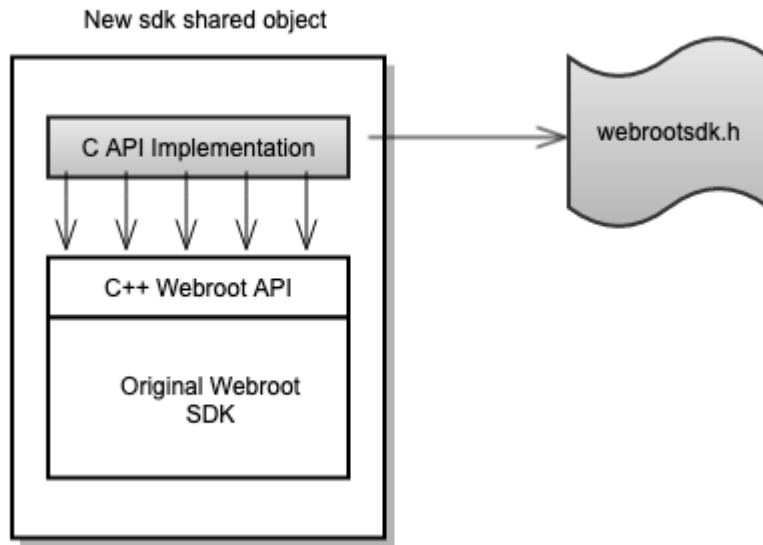 New sdk shared object
C API Implementation
webrootsdk.h
C++ Webroot API
Original Webroot
SDK